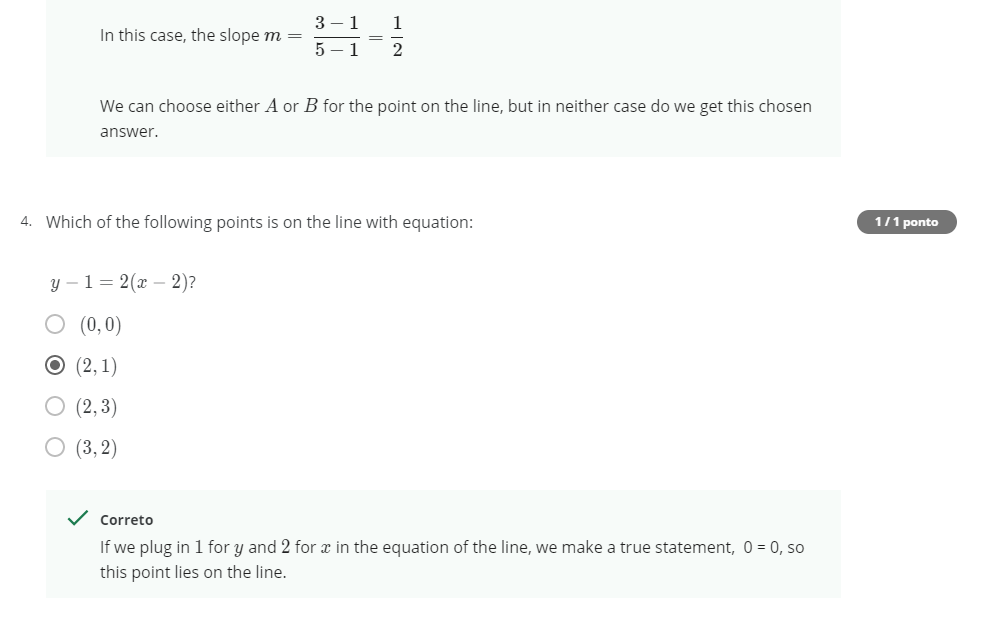 In this case, the slope m = \frac{3 − 1}{5 − 1} = \frac{1}{2}
We can choose either A or B for the point on the line, but in neither case do we get this chosen
answer.
4. Which of the following points is on the line with equation:
1 / 1 ponto
y − 1 = 2(x − 2)?
(0, 0)
(2, 1)
(2, 3)
(3, 2)
Correto
If we plug in 1 for y and 2 for x in the equation of the line, we make a true statement, 0 = 0, so
this point lies on the line.